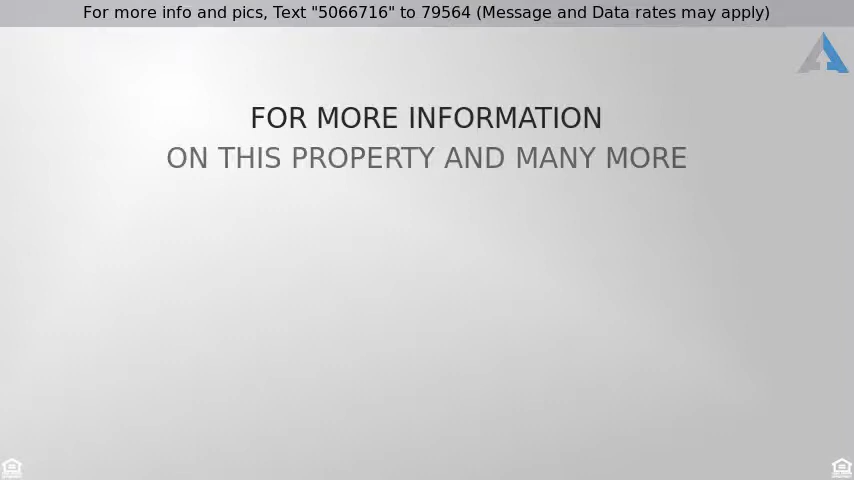 For more info and pics, Text "5066716" to 79564 (Message and Data rates may apply)
FOR MORE INFORMATION
ON THIS PROPERTY AND MANY MORE